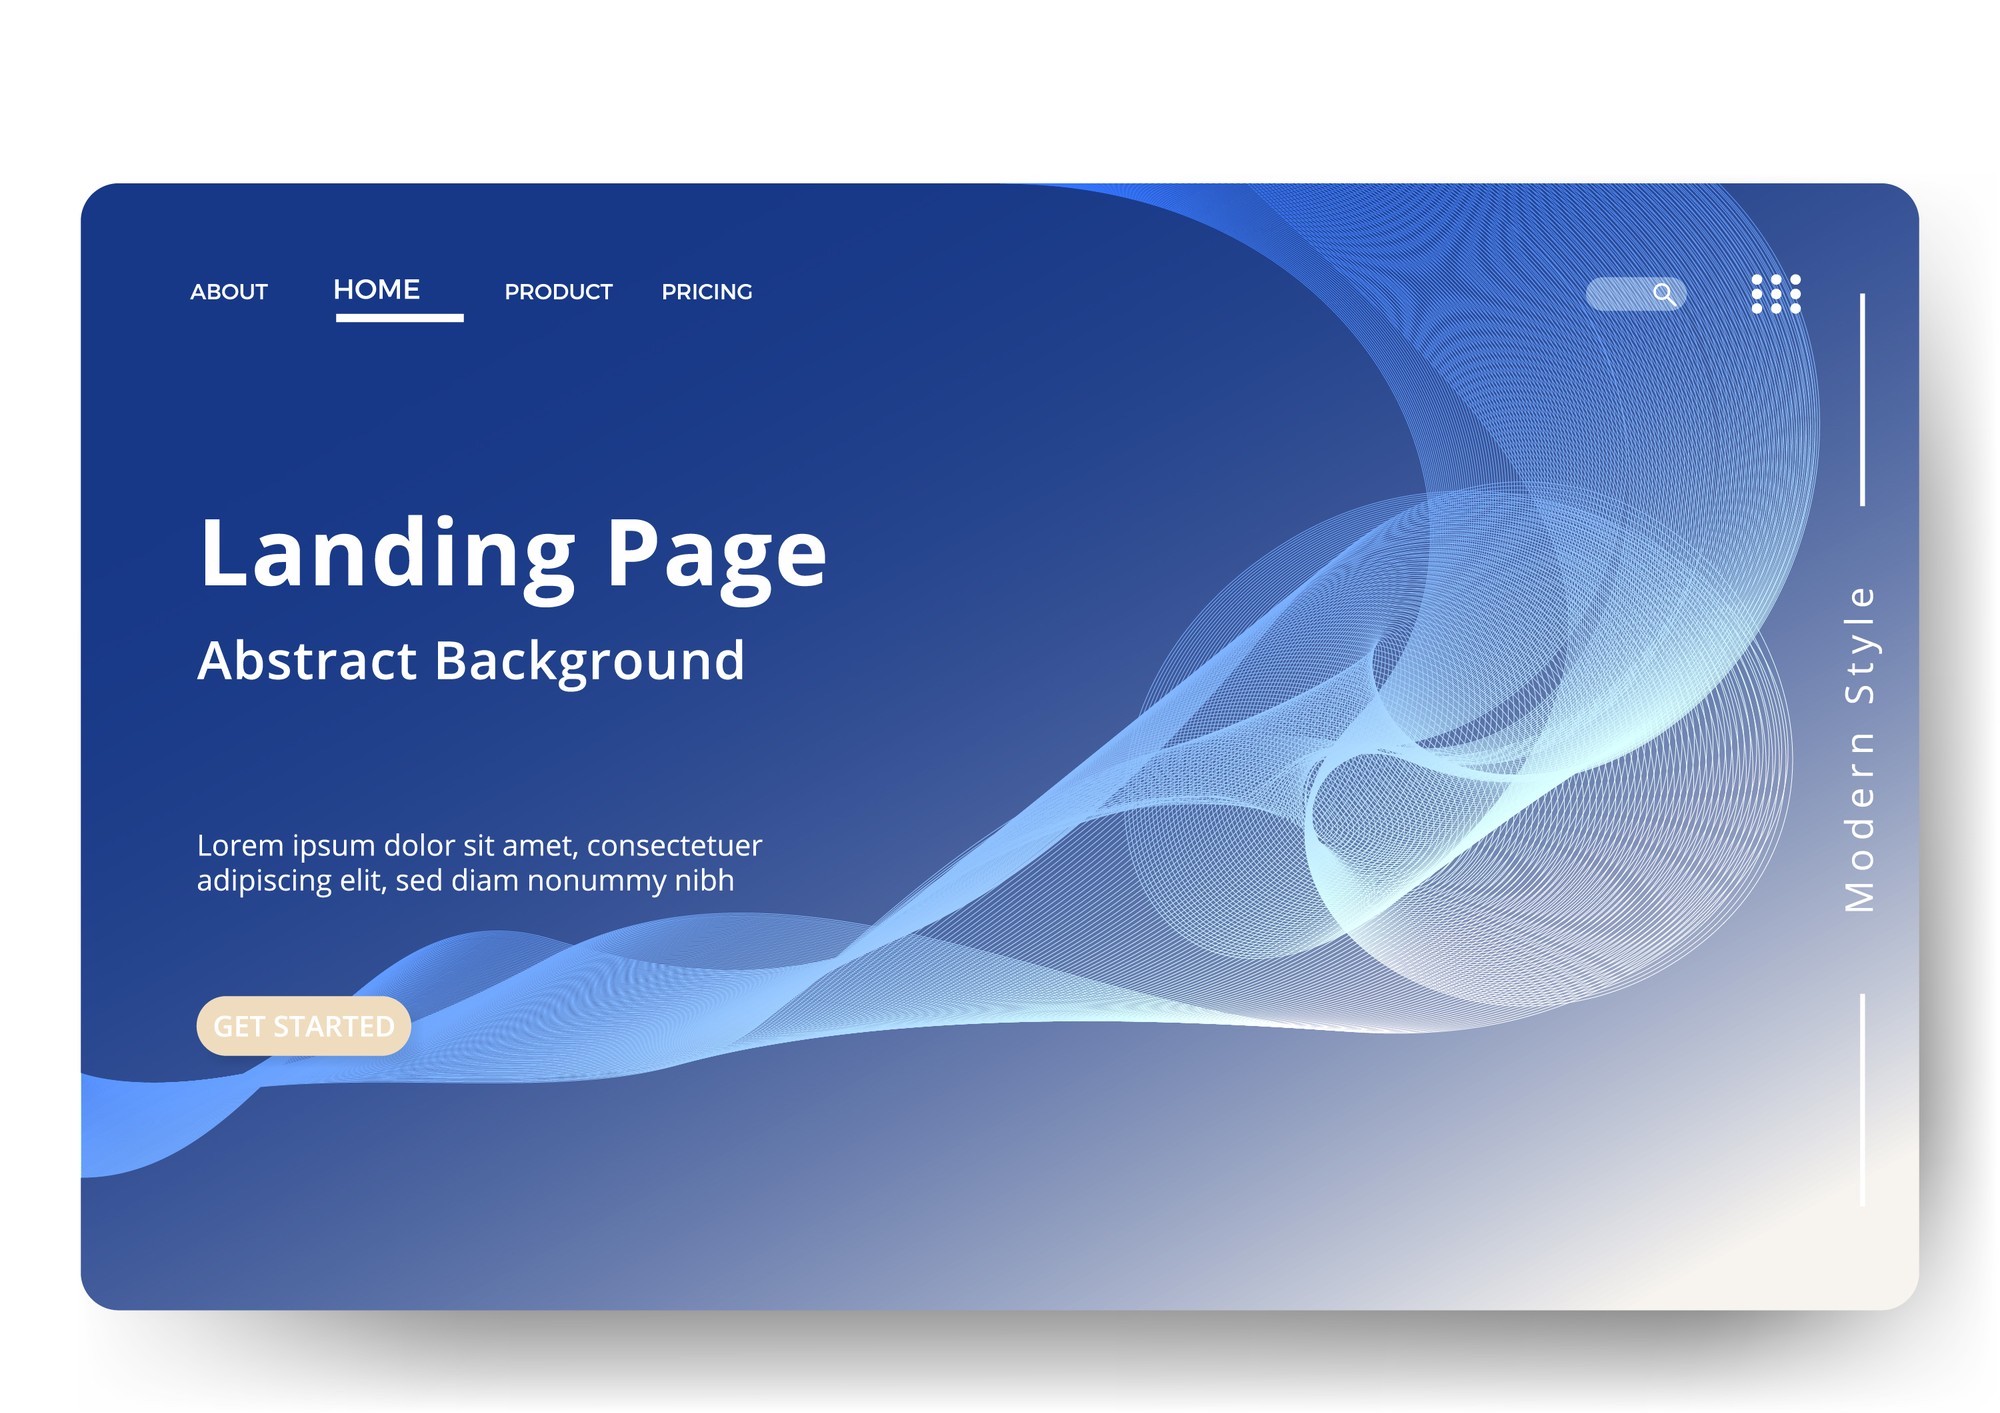 ABOUT HOME PRODUCT PRICING
Landing Page
Abstract Background
Lorem ipsum dolor sit amet, consectetuer
adipiscing elit, sed diam nonummy nibh
GET STARTED
Modern Style